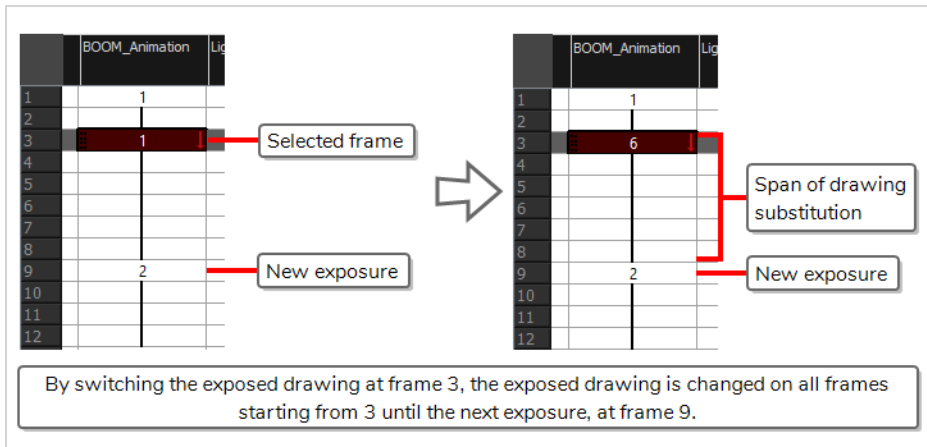 BOOM_Animation Lig
1 1
2
3 1
4
5
6
7
8
9 2
10
11
12
Selected frame
New exposure
BOOM_Animation Lig
1 1
2
3 6
4
5
6
7
8
9 2
10
11
12
Span of drawing
substitution
New exposure
By switching the exposed drawing at frame 3, the exposed drawing is changed on all frames
starting from 3 until the next exposure, at frame 9.